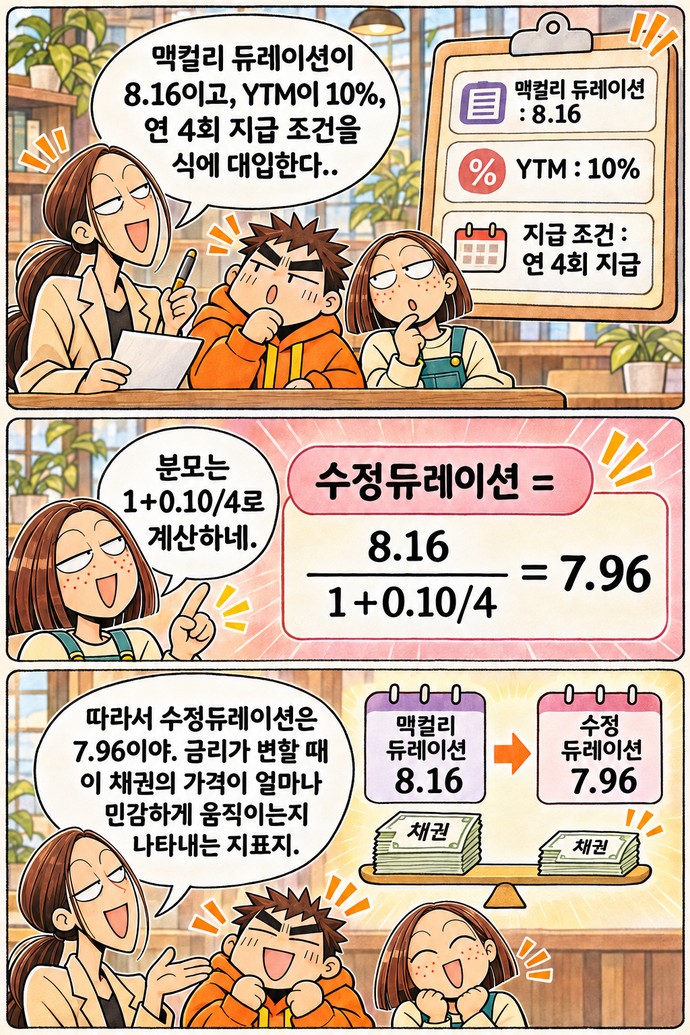 맥컬리 듀레이션이
8.16이고, YTM이 10%,
연 4회 지급 조건을
식에 대입한다..
맥컬리 듀레이션
: 8.16
%
YTM : 10%
지급 조건 :
연 4회 지급
분모는
1+0.10/4로
계산하네.
수정듀레이션 =
8.16
1+0.10/4
= 7.96
따라서 수정듀레이션은
7.96이야. 금리가 변할 때
이 채권의 가격이 얼마나
민감하게 움직이는지
나타내는 지표지.
맥컬리
듀레이션
8.16
수정
듀레이션
7.96
채권
채권